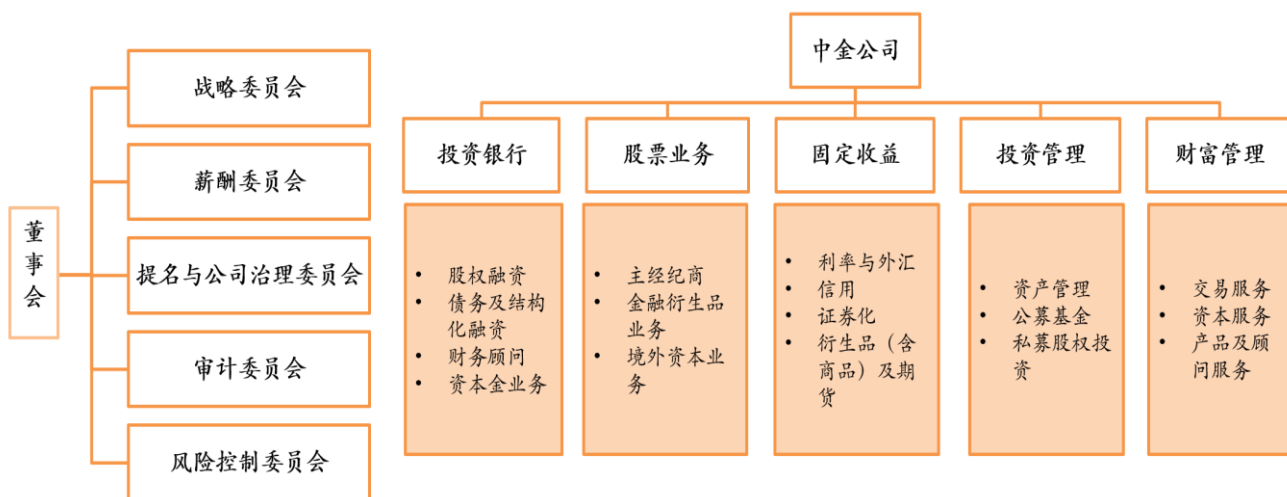 董
事
会
战略委员会
薪酬委员会
提名与公司治理委员会
审计委员会
风险控制委员会
中金公司
投资银行
• 股权融资
• 债务及结构
化融资
• 财务顾问
• 资本金业务
股票业务
• 主经纪商
• 金融衍生品
业务
• 境外资本业
务
固定收益
• 利率与外汇
• 信用
• 证券化
• 衍生品（含
商品）及期
货
投资管理
• 资产管理
• 公募基金
• 私募股权投
资
财富管理
• 交易服务
• 资本服务
• 产品及顾
问服务